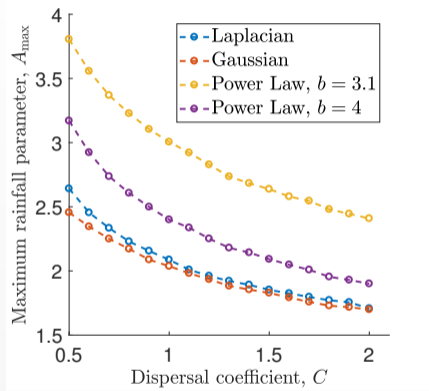 4
3.5
3
2.5
2
1.5
Maximum rainfall parameter, A_max
Laplacian
Gaussian
Power Law, b = 3.1
Power Law, b = 4
0.5 1 1.5 2
Dispersal coefficient, C